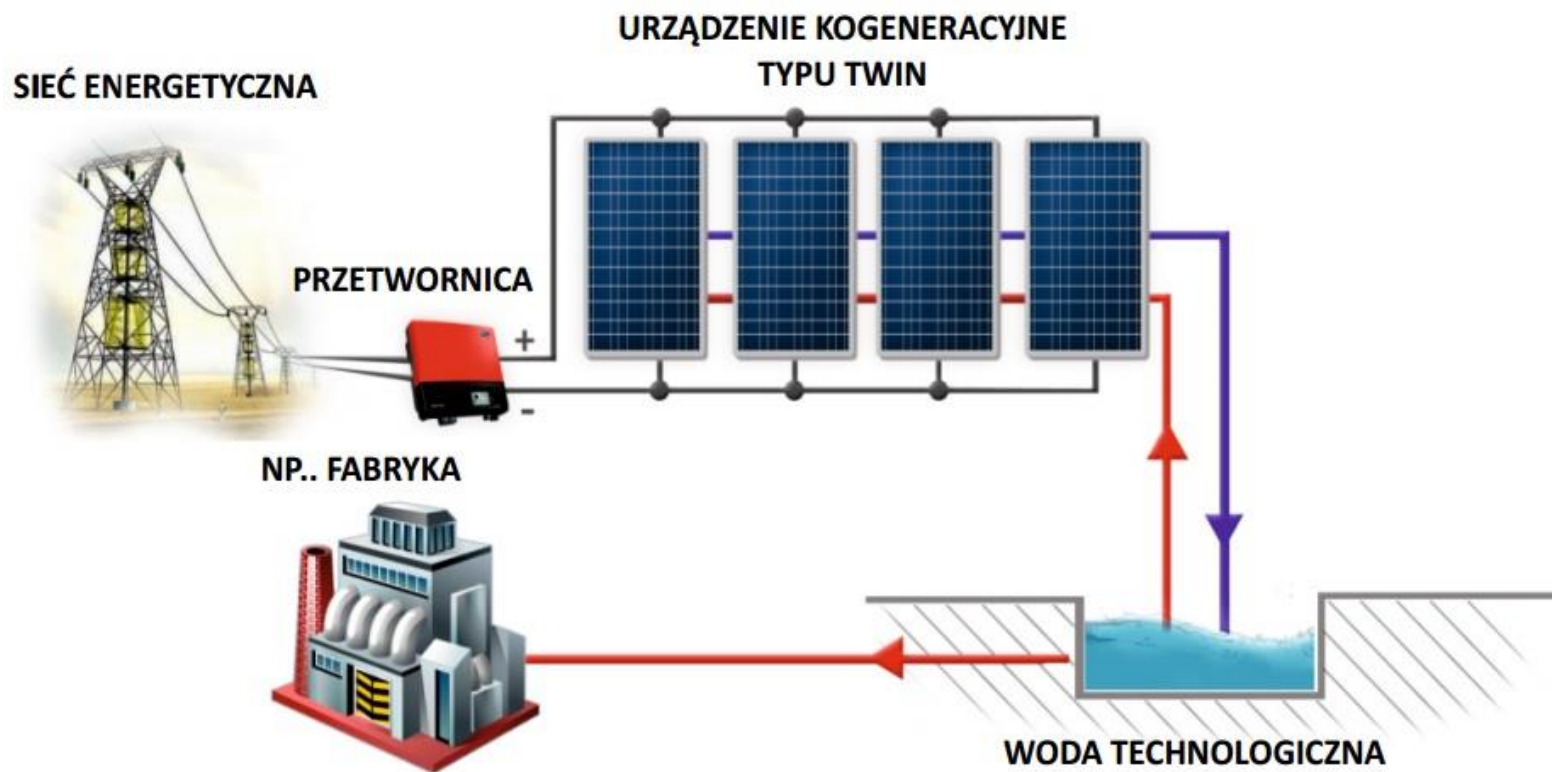 URZĄDZENIE KOGENERACYJNE
TYPU TWIN
SIEĆ ENERGETYCZNA
PRZETWORNICA
+
-
NP.. FABRYKA
WODA TECHNOLOGICZNA